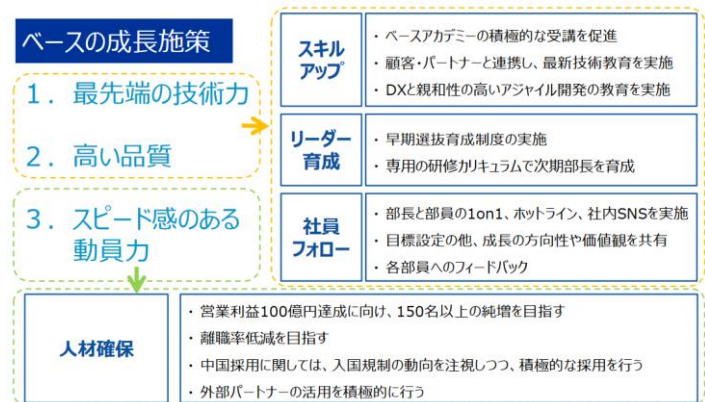 ベースの成長施策
1．最先端の技術力
2．高い品質
3．スピード感のある
動員力
スキル
アップ
・ベースアカデミーの積極的な受講を促進
・顧客・パートナーと連携し、最新技術教育を実施
・DXと親和性の高いアジャイル開発の教育を実施
リーダー
育成
・早期選抜育成制度の実施
・専用の研修カリキュラムで次期部長を育成
社員
フォロー
・部長と部員の1on1、ホットライン、社内SNSを実施
・目標設定の他、成長の方向性や価値観を共有
・各部員へのフィードバック
人材確保
・営業利益100億円達成に向け、150名以上の純増を目指す
・離職率低減を目指す
・中国採用に関しては、入国規制の動向を注視しつつ、積極的な採用を行う
・外部パートナーの活用を積極的に行う